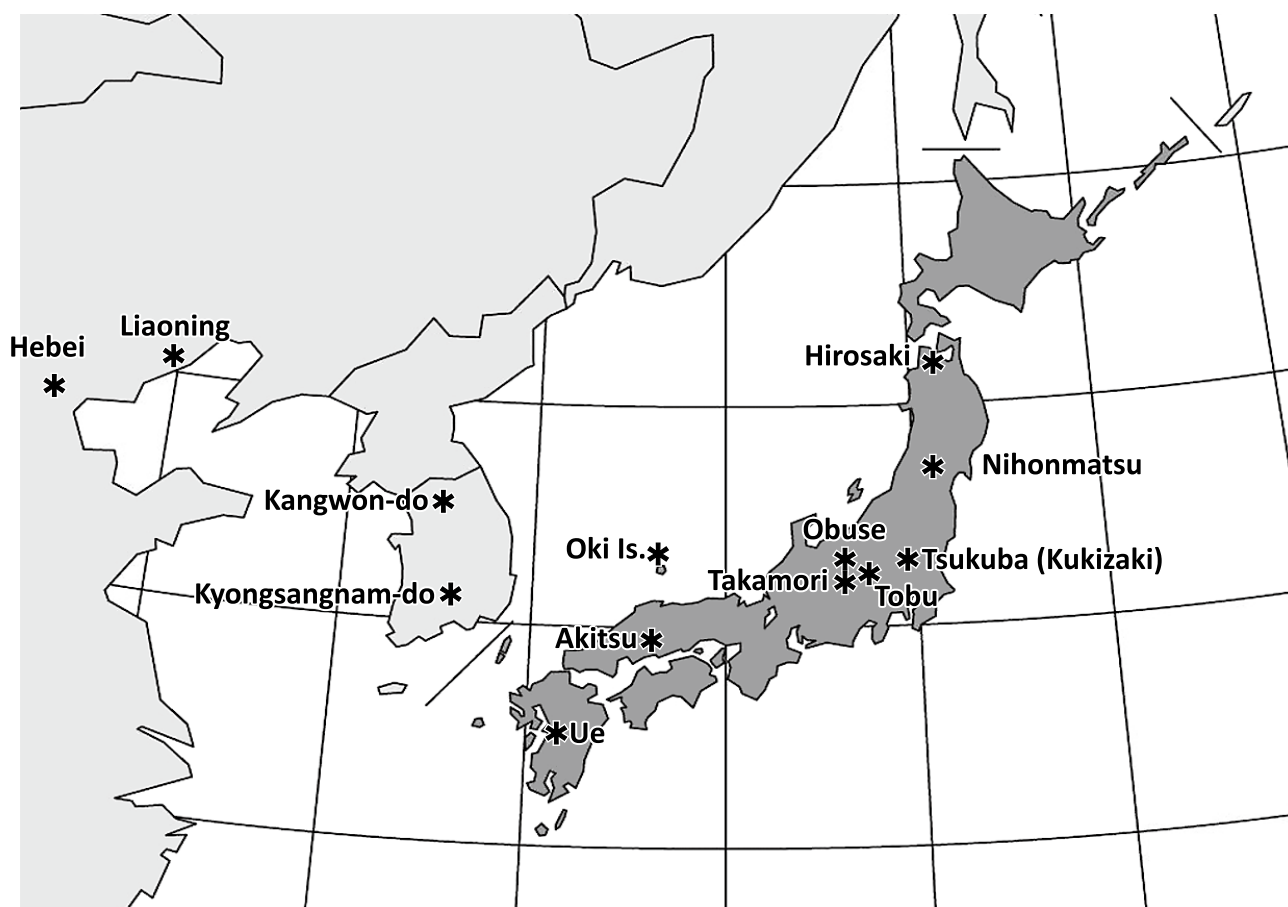 Liaoning
Hebei
Hirosaki
Nihonmatsu
Kangwon-do
Obuse
Oki Is.
Tsukuba (Kukizaki)
Takamori
Kyongsangnam-do
Tobu
Akitsu
Ue